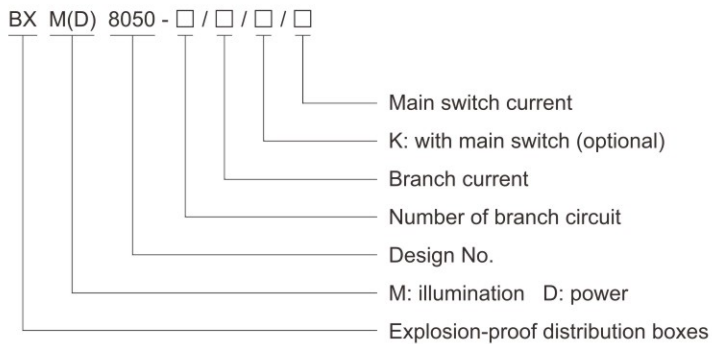 BX M(D) 8050 - □ / □ / □ / □
Main switch current
K: with main switch (optional)
Branch current
Number of branch circuit
Design No.
M: illumination D: power
Explosion-proof distribution boxes